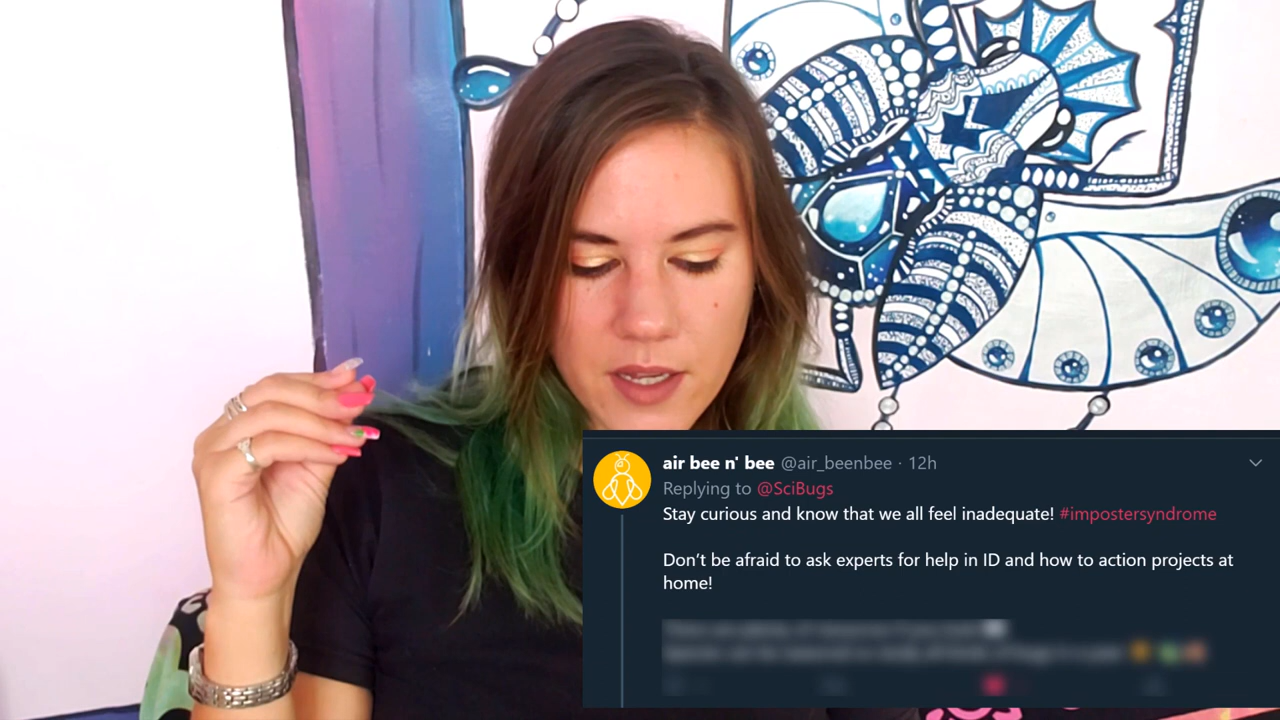 air bee n' bee @air_beenbee · 12h
Replying to @SciBugs
Stay curious and know that we all feel inadequate! #impostersyndrome
Don't be afraid to ask experts for help in ID and how to action projects at
home!